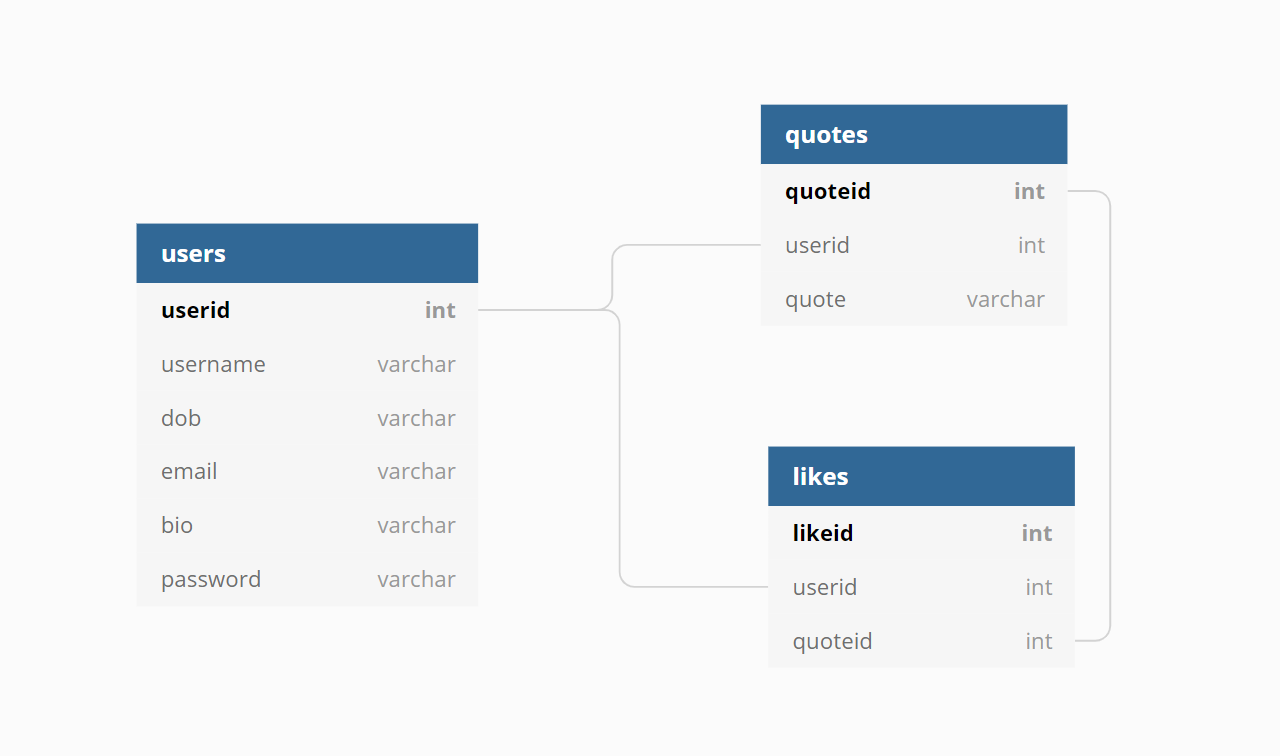 users
userid int
username varchar
dob varchar
email varchar
bio varchar
password varchar
quotes
quoteid int
userid int
quote varchar
likes
likeid int
userid int
quoteid int